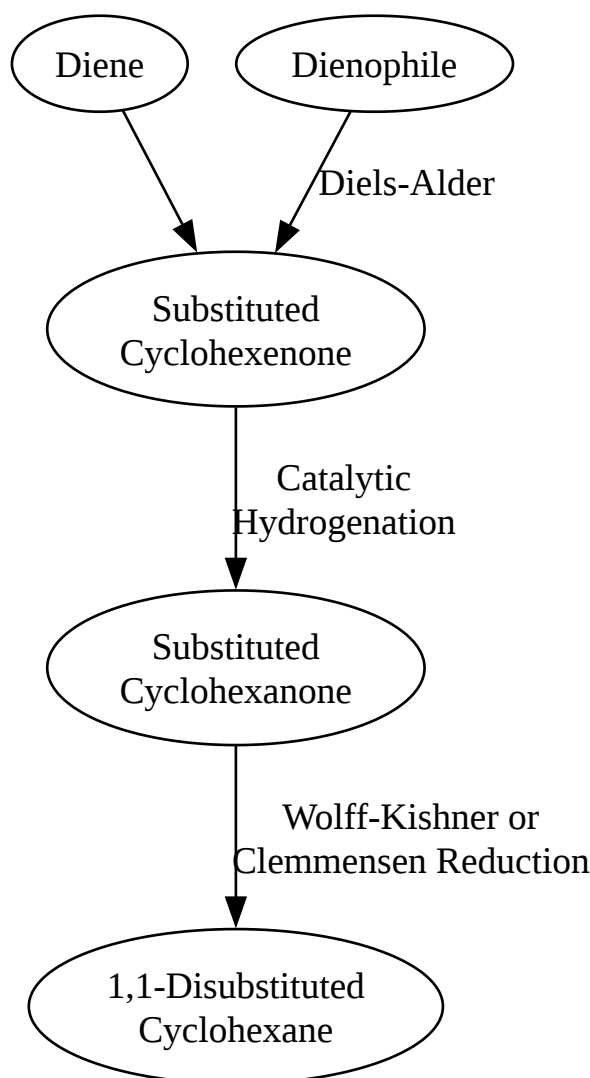 Diene
Dienophile
Diels-Alder
Substituted
Cyclohexenone
Catalytic
Hydrogenation
Substituted
Cyclohexanone
Wolff-Kishner or
Clemmensen Reduction
1,1-Disubstituted
Cyclohexane